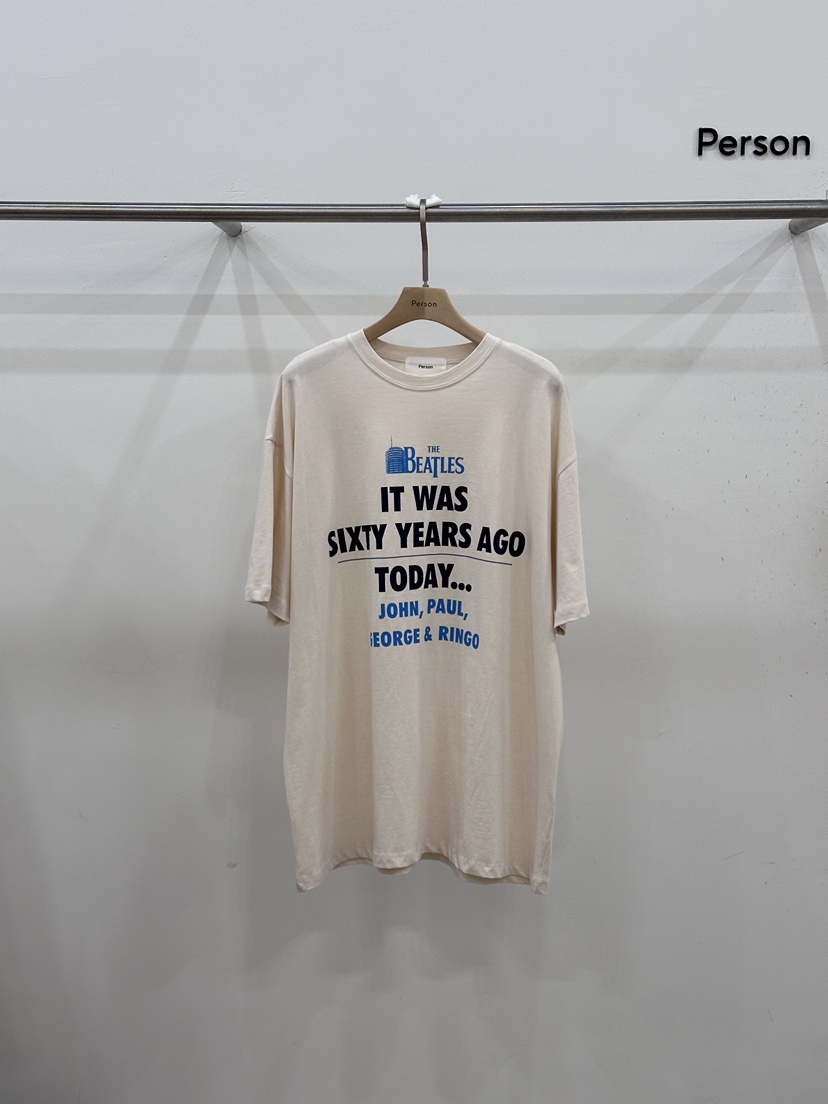 Person
Person
Person
THE
BEATLES
IT WAS
SIXTY YEARS AGO
TODAY...
JOHN, PAUL,
GEORGE & RINGO